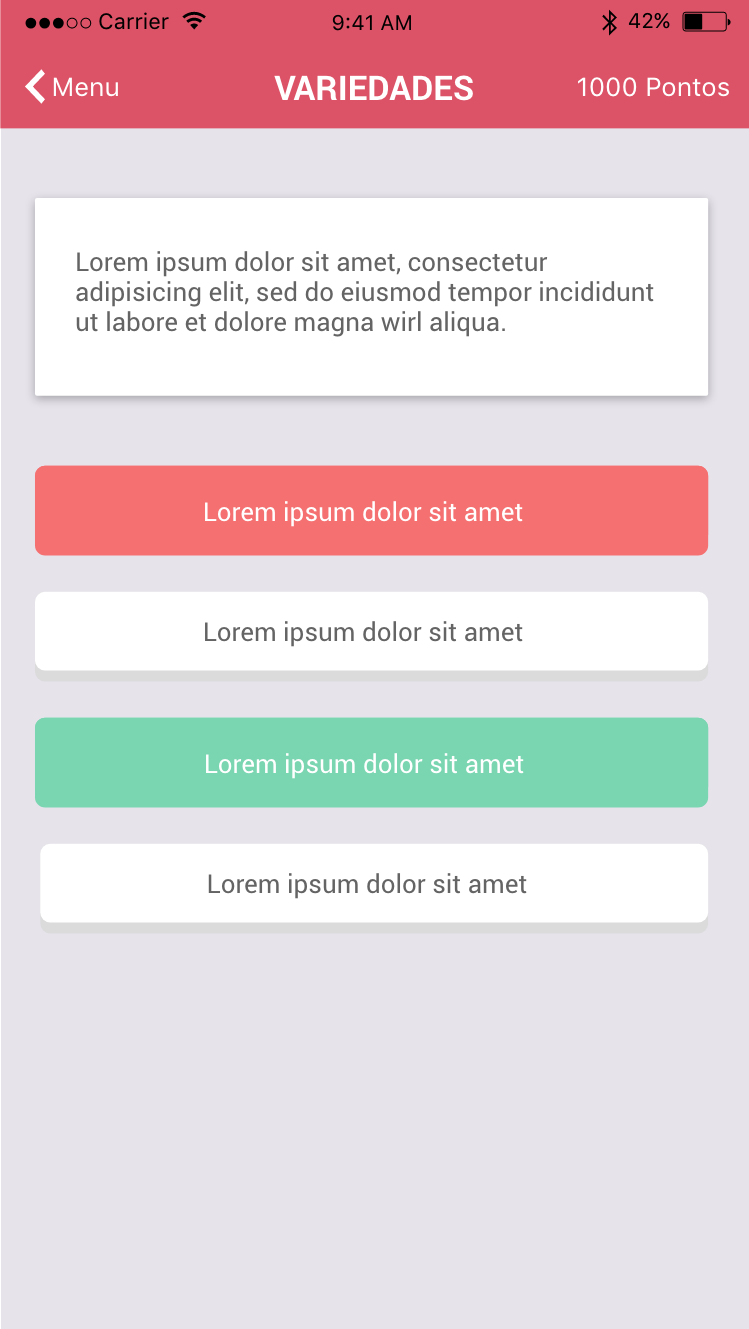 Carrier 9:41 AM 42%
Menu VARIEDADES 1000 Pontos
Lorem ipsum dolor sit amet, consectetur
adipisicing elit, sed do eiusmod tempor incididunt
ut labore et dolore magna wirl aliqua.
Lorem ipsum dolor sit amet
Lorem ipsum dolor sit amet
Lorem ipsum dolor sit amet
Lorem ipsum dolor sit amet